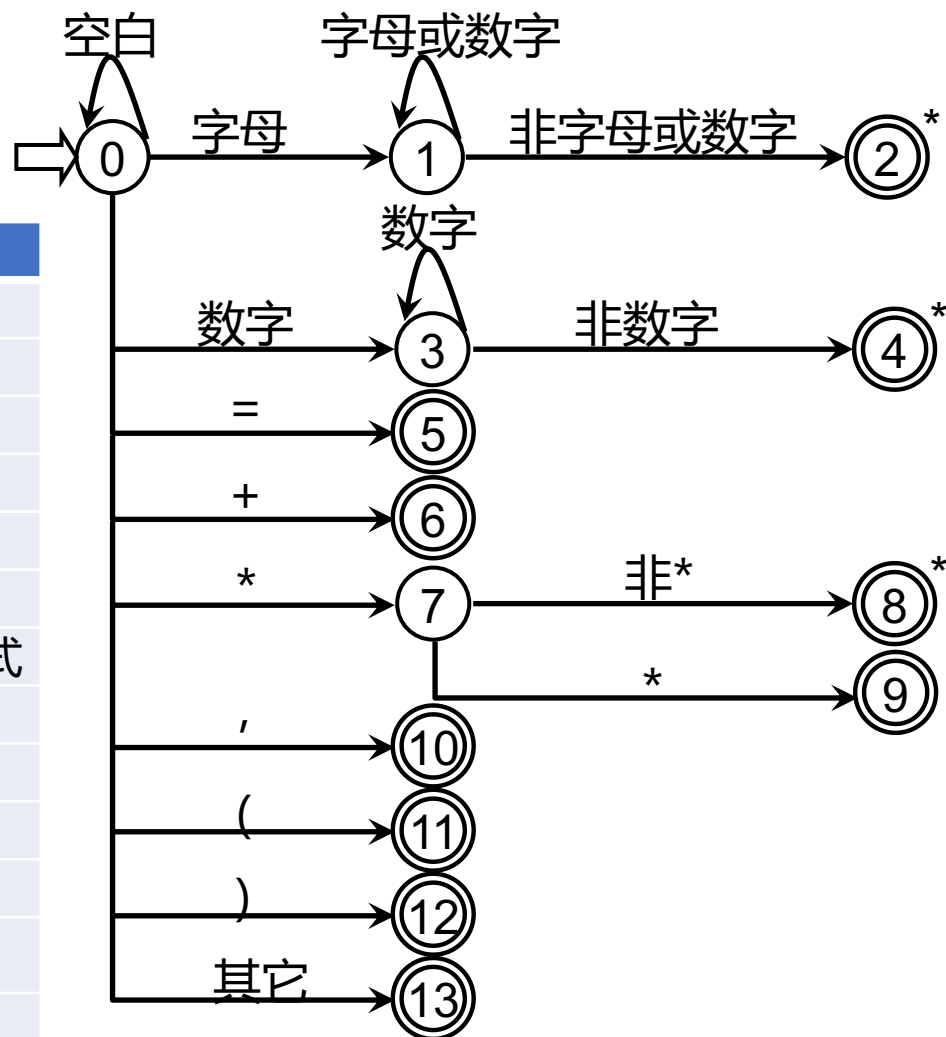 空白 字母或数字
0 字母 1 非字母或数字 2 *
数字
数字 3 非数字 4 *
= 5
+ 6
* 7 非* 8 *
式
* 9
, 10
( 11
) 12
其它 13